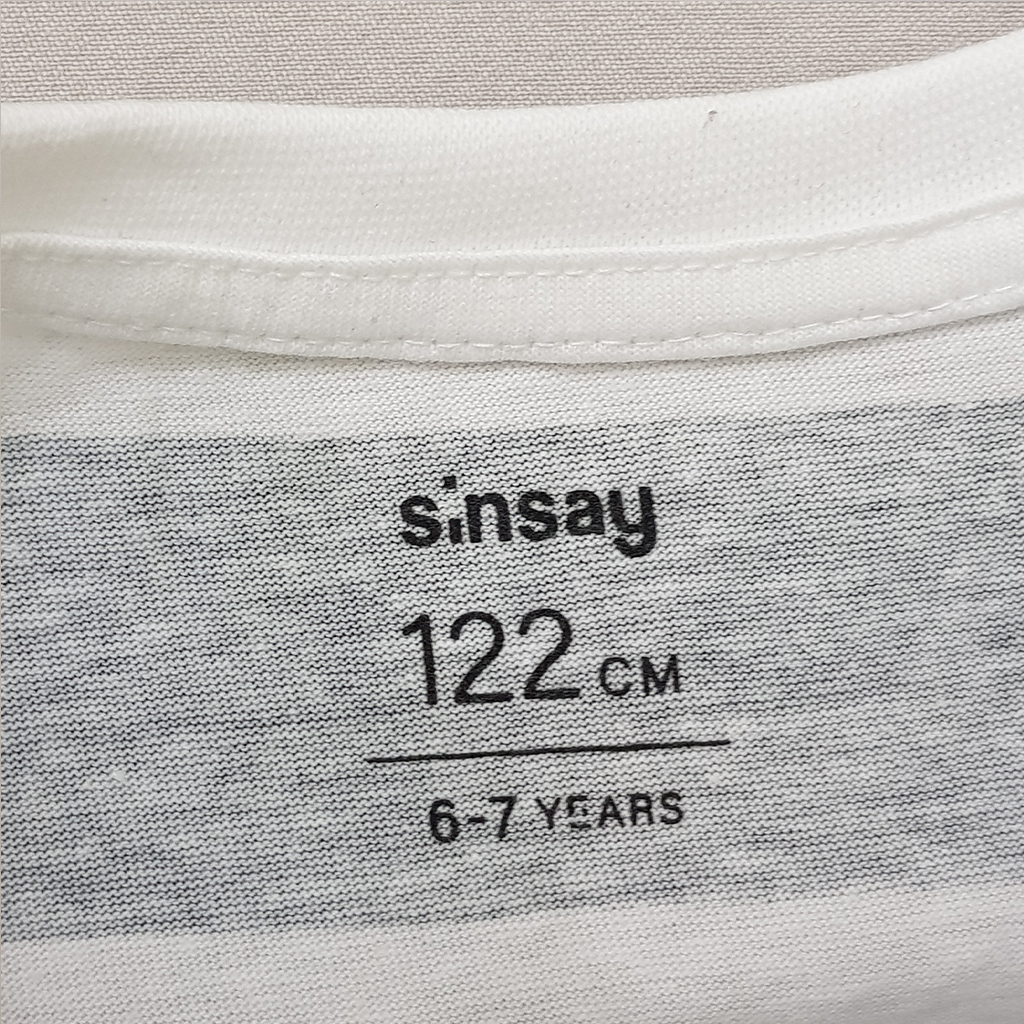 sinsay
122 CM
6-7 YEARS